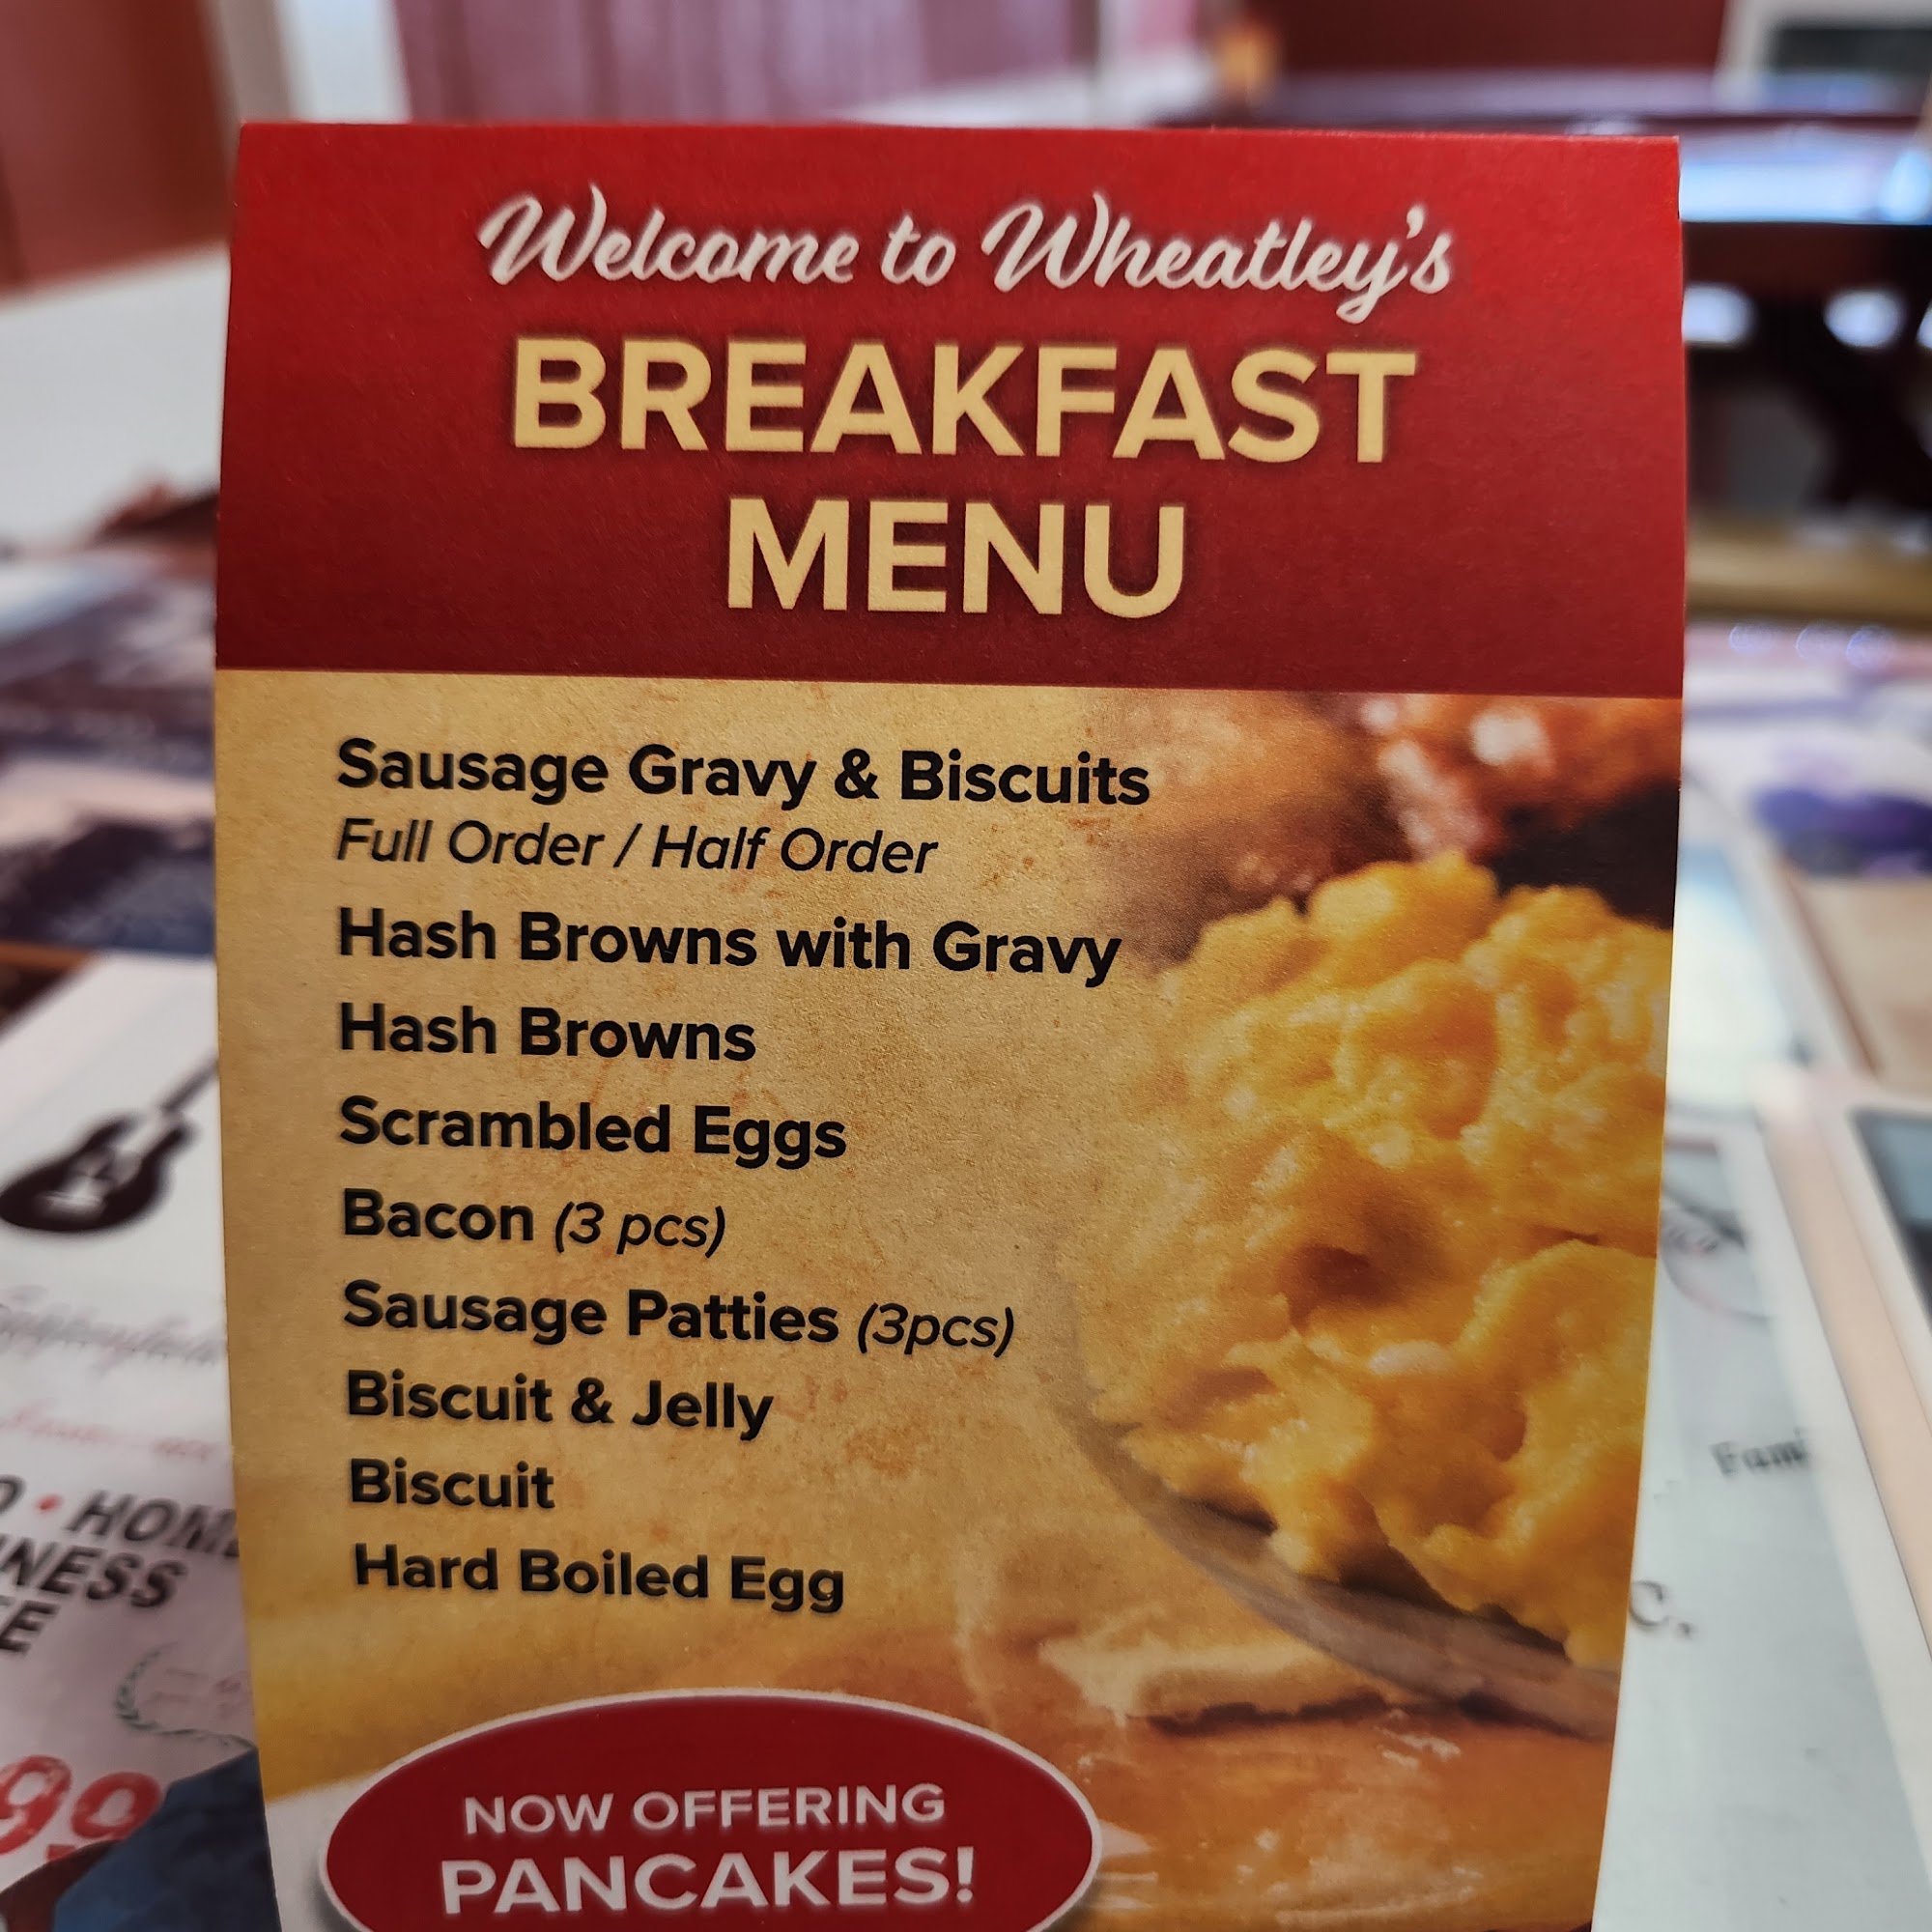 Welcome to Wheatley's
BREAKFAST
MENU
Sausage Gravy & Biscuits
Full Order / Half Order
Hash Browns with Gravy
Hash Browns
Scrambled Eggs
Bacon (3 pcs)
Sausage Patties (3pcs)
Biscuit & Jelly
Biscuit
Hard Boiled Egg
NOW OFFERING
PANCAKES!